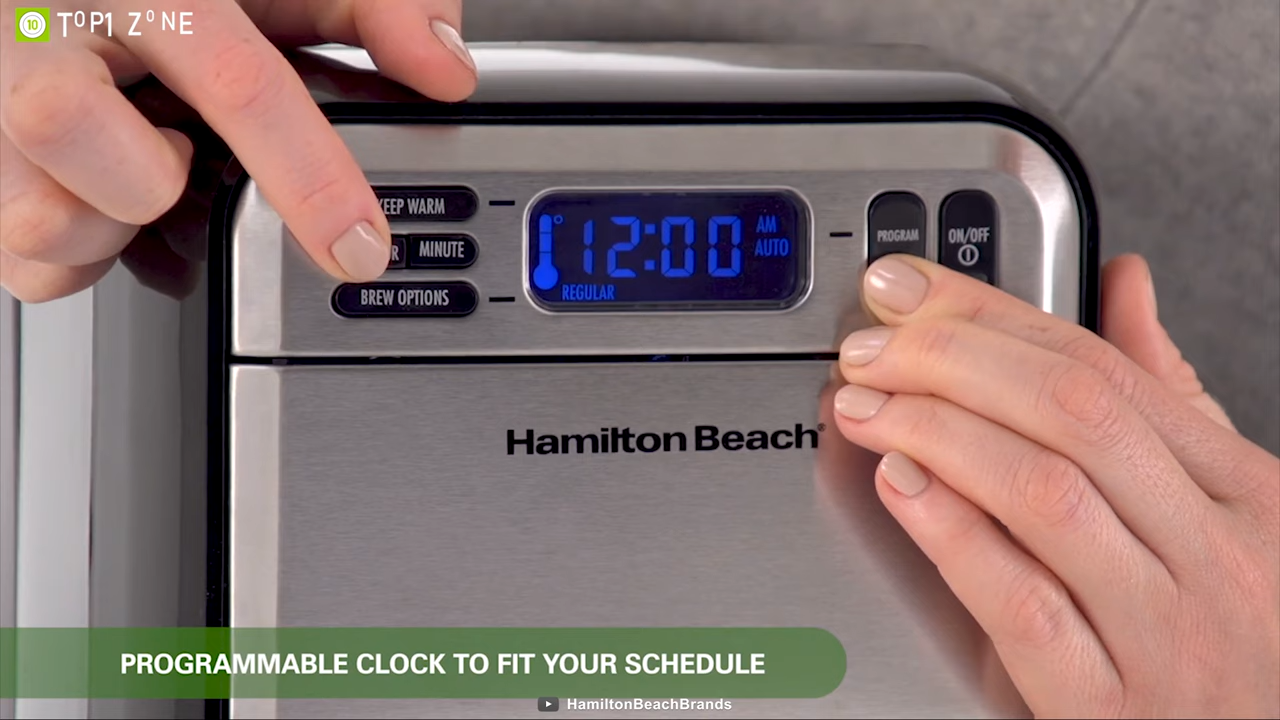 10 TOP1 ZONE
KEEP WARM
MINUTE
BREW OPTIONS
12:00
AM
AUTO
REGULAR
PROGRAM
ON/OFF
Hamilton Beach®
PROGRAMMABLE CLOCK TO FIT YOUR SCHEDULE
HamiltonBeachBrands